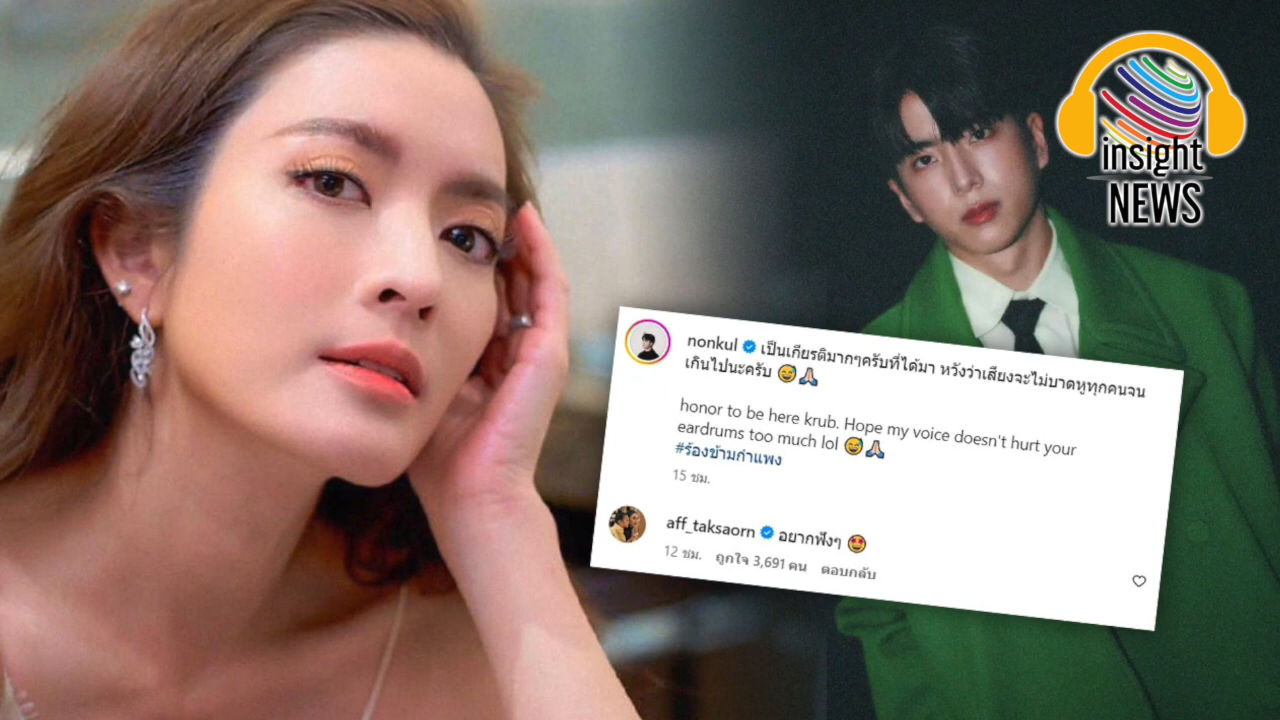 insight
NEWS
nonkul เป็นเกียรติมากๆครับที่ได้มา หวังว่าเสียงจะไม่บาดหูทุกคนจน
เกินไปนะครับ 😅🙏🏻
honor to be here krub. Hope my voice doesn't hurt your
eardrums too much lol 😅🙏🏻
#ร้องข้ามกำแพง
15 ชม.
aff_taksaorn อยากฟังๆ 🤩
12 ชม. ถูกใจ 3,691 คน ตอบกลับ